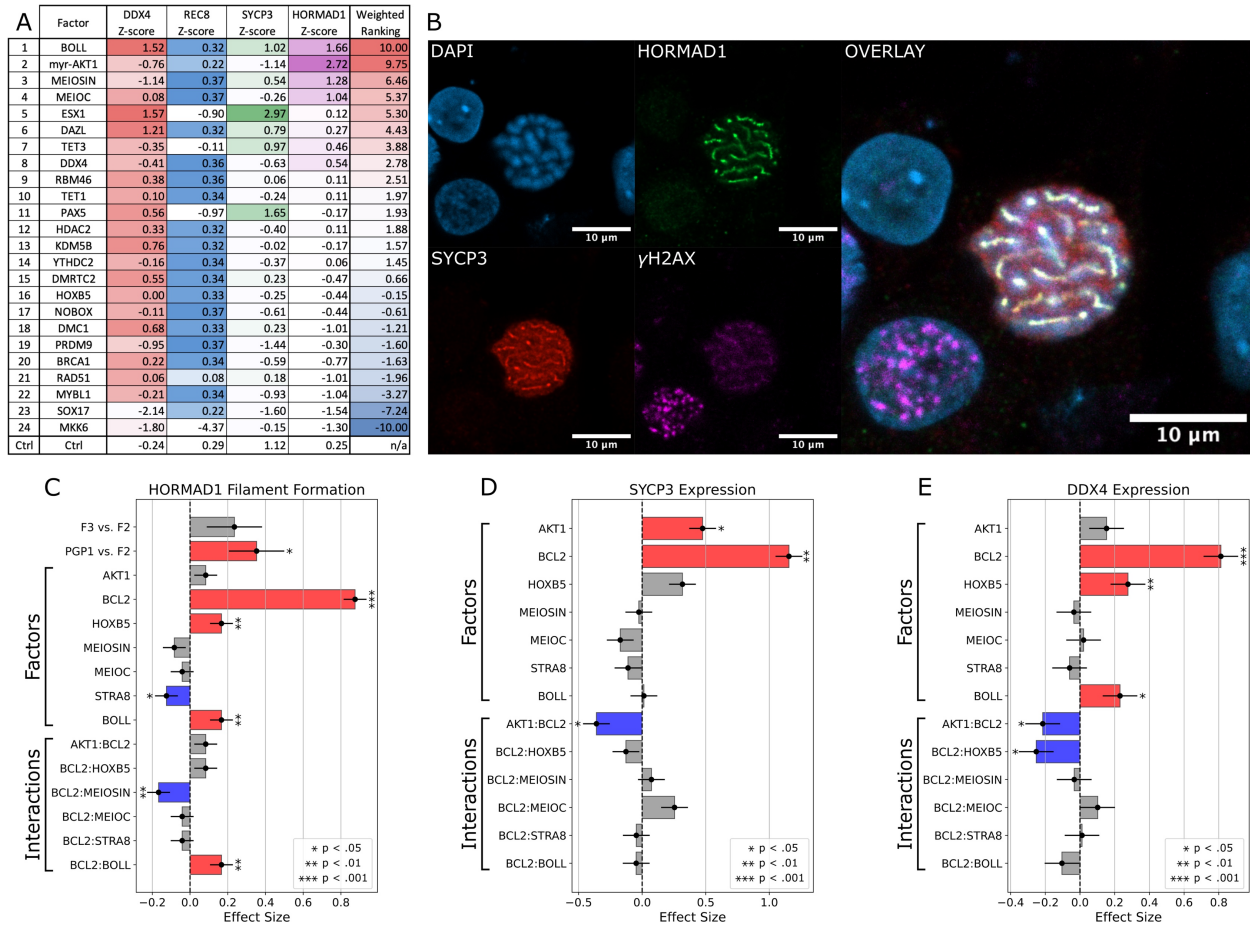 A
Factor DDX4 Z-score REC8 Z-score SYCP3 Z-score HORMAD1 Z-score Weighted Ranking
1 BOLL 1.52 0.32 1.02 1.66 10.00
2 myr-AKT1 -0.76 0.22 -1.14 2.72 9.75
3 MEIOSIN -1.14 0.37 0.54 1.28 6.46
4 MEIOC 0.08 0.37 -0.26 1.04 5.37
5 ESX1 1.57 -0.90 2.97 0.12 5.30
6 DAZL 1.21 0.32 0.79 0.27 4.43
7 TET3 -0.35 -0.11 0.97 0.46 3.88
8 DDX4 -0.41 0.36 -0.63 0.54 2.78
9 RBM46 0.38 0.36 0.06 0.11 2.51
10 TET1 0.10 0.34 -0.24 0.11 1.97
11 PAX5 0.56 -0.97 1.65 -0.17 1.93
12 HDAC2 0.33 0.32 -0.40 0.11 1.88
13 KDM5B 0.76 0.32 -0.02 -0.17 1.57
14 YTHDC2 -0.16 0.34 -0.37 0.06 1.45
15 DMRTC2 0.55 0.34 0.23 -0.47 0.66
16 HOXB5 0.00 0.33 -0.25 -0.44 -0.15
17 NOBOX -0.11 0.37 -0.61 -0.44 -0.61
18 DMC1 0.68 0.33 0.23 -1.01 -1.21
19 PRDM9 -0.95 0.37 -1.44 -0.30 -1.60
20 BRCA1 0.22 0.34 -0.59 -0.77 -1.63
21 RAD51 0.06 0.08 0.18 -1.01 -1.96
22 MYBL1 -0.21 0.34 -0.93 -1.04 -3.27
23 SOX17 -2.14 0.22 -1.60 -1.54 -7.24
24 MKK6 -1.80 -4.37 -0.15 -1.30 -10.00
Ctrl Ctrl -0.24 0.29 1.12 0.25 n/a
B
DAPI
10 µm
HORMAD1
10 µm
OVERLAY
10 µm
SYCP3
10 µm
γH2AX
10 µm
C
HORMAD1 Filament Formation
F3 vs. F2
PGP1 vs. F2 *
Factors
AKT1
BCL2 ***
HOXB5 **
MEIOSIN
MEIOC
STRA8 *
BOLL **
Interactions
AKT1:BCL2
BCL2:HOXB5
BCL2:MEIOSIN **
BCL2:MEIOC
BCL2:STRA8
BCL2:BOLL **
* p < .05
** p < .01
*** p < .001
−0.2 0.0 0.2 0.4 0.6 0.8
Effect Size
D
SYCP3 Expression
Factors
AKT1 *
BCL2 **
HOXB5
MEIOSIN
MEIOC
STRA8
BOLL
Interactions
AKT1:BCL2 *
BCL2:HOXB5
BCL2:MEIOSIN
BCL2:MEIOC
BCL2:STRA8
BCL2:BOLL
* p < .05
** p < .01
*** p < .001
−0.5 0.0 0.5 1.0
Effect Size
E
DDX4 Expression
Factors
AKT1
BCL2 ***
HOXB5 **
MEIOSIN
MEIOC
STRA8
BOLL *
Interactions
AKT1:BCL2 *
BCL2:HOXB5 *
BCL2:MEIOSIN
BCL2:MEIOC
BCL2:STRA8
BCL2:BOLL
* p < .05
** p < .01
*** p < .001
−0.4 −0.2 0.0 0.2 0.4 0.6 0.8
Effect Size